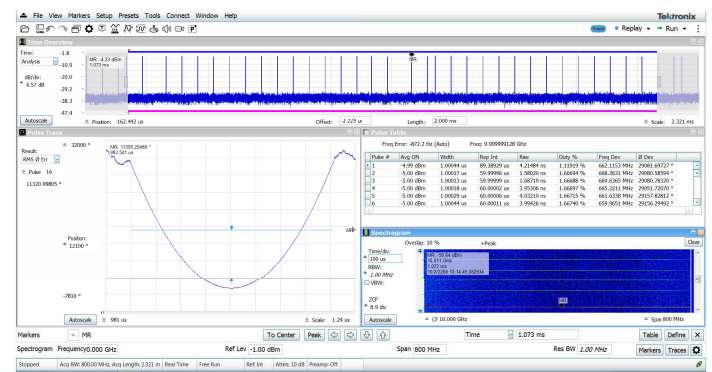 File View Markers Setup Presets Tools Connect Window Help
Tektronix
Preset Replay Run
Time Overview
Time:
Analysis
dB/div:
4.57 dB
Autoscale
-1.8
-10.9
-20.0
-29.2
-38.3
-47.4
MR: -4.23 dBm
1.073 ms
MR
Position: -162.442 us
Offset: -1.115 us
Length: 2.000 ms
Scale: 2.321 ms
Pulse Trace
Result:
RMS Ø Err
Pulse 16
11320.99805 °
32000 °
MR: 11395.29488 °
983.541 us
MR
Position:
12100 °
-7810 °
Autoscale
981 us
Scale: 1.24 us
Pulse Table
Freq Error: -872.2 Hz (Auto) Freq: 9.999999128 GHz
Pulse # Avg ON Width Rep Int Rise Duty % Freq Dev Ø Dev
1 -4.99 dBm 1.00044 us 89.38929 us 4.21484 ns 1.11919 % 662.1153 MHz 29081.69727 °
2 -5.00 dBm 1.00017 us 59.99996 us 1.58020 ns 1.66694 % 668.3631 MHz 29080.58594 °
3 -5.00 dBm 1.00013 us 59.99994 us 1.68719 ns 1.66688 % 669.6365 MHz 29080.78320 °
4 -5.00 dBm 1.00018 us 60.00002 us 3.95306 ns 1.66697 % 665.2211 MHz 29051.72070 °
5 -5.00 dBm 1.00029 us 60.00006 us 4.03210 ns 1.66715 % 661.6338 MHz 29157.82812 °
6 -5.00 dBm 1.00044 us 60.00011 us 3.99426 ns 1.66740 % 659.9651 MHz 29156.29492 °
Spectrogram
Overlap: 10 %
+Peak
Clear
Time/div:
100 us
RBW:
1.00 MHz
VBW:
ZCF
8.9 div
Autoscale
MR: -58.64 dBm
10.011 GHz
1.072 ms
MR
CF 10.000 GHz
Span 800 MHz
Markers MR To Center Peak Time 1.073 ms Table Define
Spectrogram Frequency 0.000 GHz Ref Lev -1.00 dBm Span 800 MHz Res BW 1.00 MHz Markers Traces
Stopped Acq BW: 800.00 MHz, Acq Length: 2.321 m Real Time Free Run Ref Int Atten: 10 dB Preamp: Off